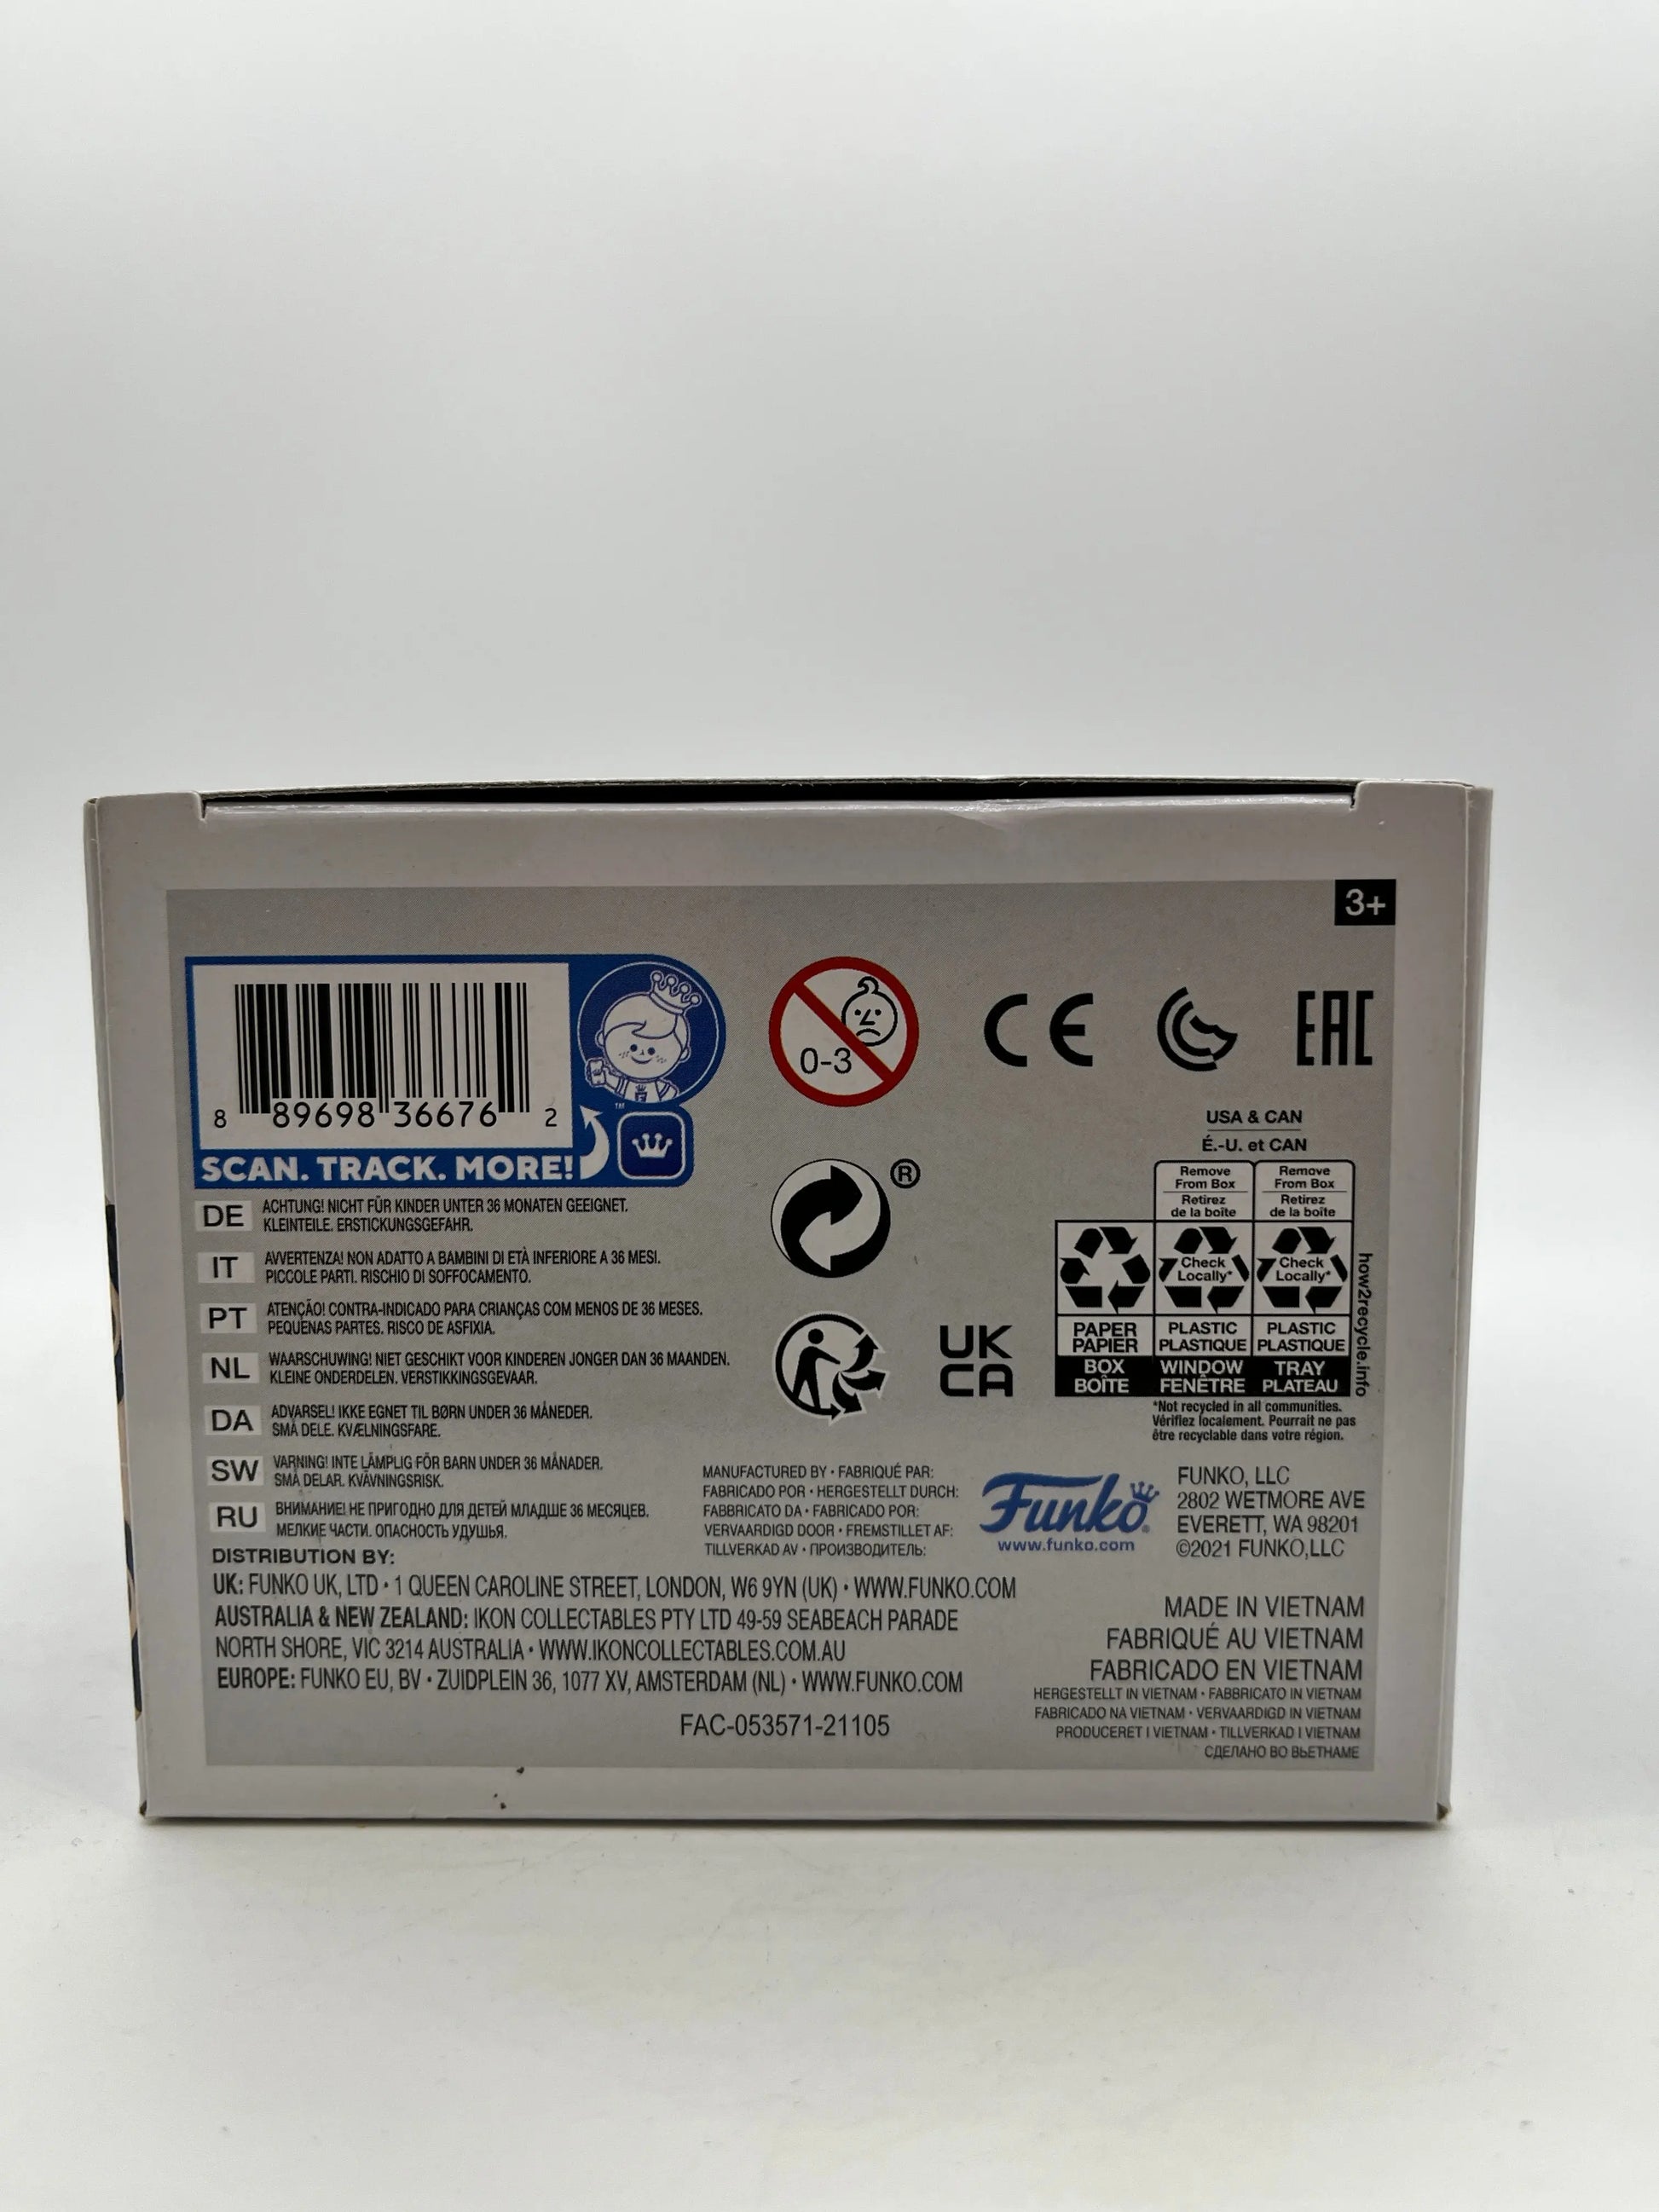 3+
8 89698 36676 2
™
SCAN. TRACK. MORE!
0-3
CE
EAC
DE ACHTUNG! NICHT FÜR KINDER UNTER 36 MONATEN GEEIGNET.
KLEINTEILE. ERSTICKUNGSGEFAHR.
IT AVVERTENZA! NON ADATTO A BAMBINI DI ETÀ INFERIORE A 36 MESI.
PICCOLE PARTI. RISCHIO DI SOFFOCAMENTO.
PT ATENÇÃO! CONTRA-INDICADO PARA CRIANÇAS COM MENOS DE 36 MESES.
PEQUENAS PARTES. RISCO DE ASFIXIA.
NL WAARSCHUWING! NIET GESCHIKT VOOR KINDEREN JONGER DAN 36 MAANDEN.
KLEINE ONDERDELEN. VERSTIKKINGSGEVAAR.
DA ADVARSEL! IKKE EGNET TIL BØRN UNDER 36 MÅNEDER.
SMÅ DELE. KVÆLNINGSFARE.
SW VARNING! INTE LÄMPLIG FÖR BARN UNDER 36 MÅNADER.
SMÅ DELAR. KVÄVNINGSRISK.
RU ВНИМАНИЕ! НЕ ПРИГОДНО ДЛЯ ДЕТЕЙ МЛАДШЕ 36 МЕСЯЦЕВ.
МЕЛКИЕ ЧАСТИ. ОПАСНОСТЬ УДУШЬЯ.
®
UK
CA
USA & CAN
É.-U. et CAN
Remove From Box Retirez de la boîte
Remove From Box Retirez de la boîte
Check Locally*
Check Locally*
PAPER PAPIER BOX BOÎTE
PLASTIC PLASTIQUE WINDOW FENÊTRE
PLASTIC PLASTIQUE TRAY PLATEAU
how2recycle.info
*Not recycled in all communities.
Vérifiez localement. Pourrait ne pas
être recyclable dans votre région.
MANUFACTURED BY • FABRIQUÉ PAR:
FABRICADO POR • HERGESTELLT DURCH:
FABBRICATO DA • FABRICADO POR:
VERVAARDIGD DOOR • FREMSTILLET AF:
TILLVERKAD AV • ПРОИЗВОДИТЕЛЬ:
Funko®
www.funko.com
FUNKO, LLC
2802 WETMORE AVE
EVERETT, WA 98201
©2021 FUNKO,LLC
DISTRIBUTION BY:
UK: FUNKO UK, LTD • 1 QUEEN CAROLINE STREET, LONDON, W6 9YN (UK) • WWW.FUNKO.COM
AUSTRALIA & NEW ZEALAND: IKON COLLECTABLES PTY LTD 49-59 SEABEACH PARADE
NORTH SHORE, VIC 3214 AUSTRALIA • WWW.IKONCOLLECTABLES.COM.AU
EUROPE: FUNKO EU, BV • ZUIDPLEIN 36, 1077 XV, AMSTERDAM (NL) • WWW.FUNKO.COM
FAC-053571-21105
MADE IN VIETNAM
FABRIQUÉ AU VIETNAM
FABRICADO EN VIETNAM
HERGESTELLT IN VIETNAM • FABBRICATO IN VIETNAM
FABRICADO NA VIETNAM • VERVAARDIGD IN VIETNAM
PRODUCERET I VIETNAM • TILLVERKAD I VIETNAM
СДЕЛАНО ВО ВЬЕТНАМЕ